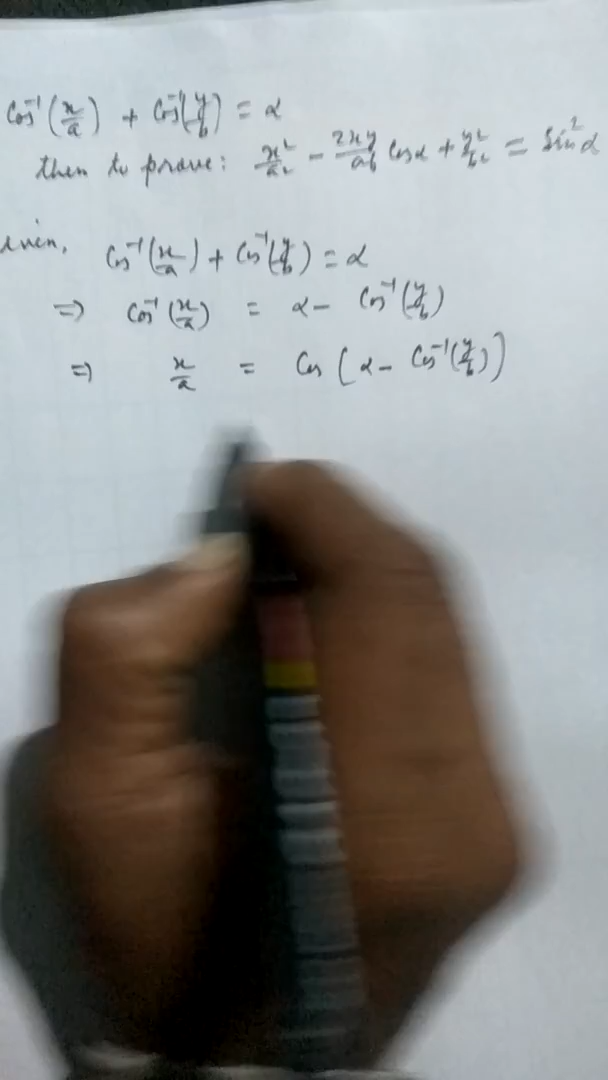 Cos⁻¹(x/a) + Cos⁻¹(y/b) = α
then to prove: x²/a² - 2xy/ab Cosα + y²/b² = Sin²α
iven, Cos⁻¹(x/a) + Cos⁻¹(y/b) = α
⇒ Cos⁻¹(x/a) = α - Cos⁻¹(y/b)
⇒ x/a = Cos (α - Cos⁻¹(y/b))